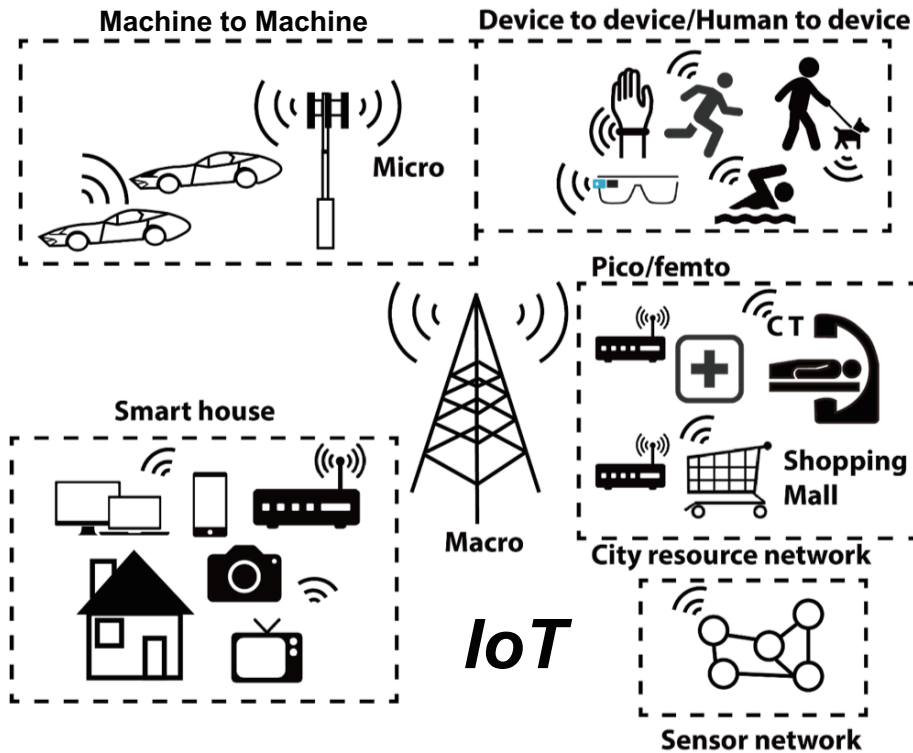 Machine to Machine
Device to device/Human to device
Micro
Pico/femto
CT
Smart house
Shopping
Mall
Macro
City resource network
IoT
Sensor network